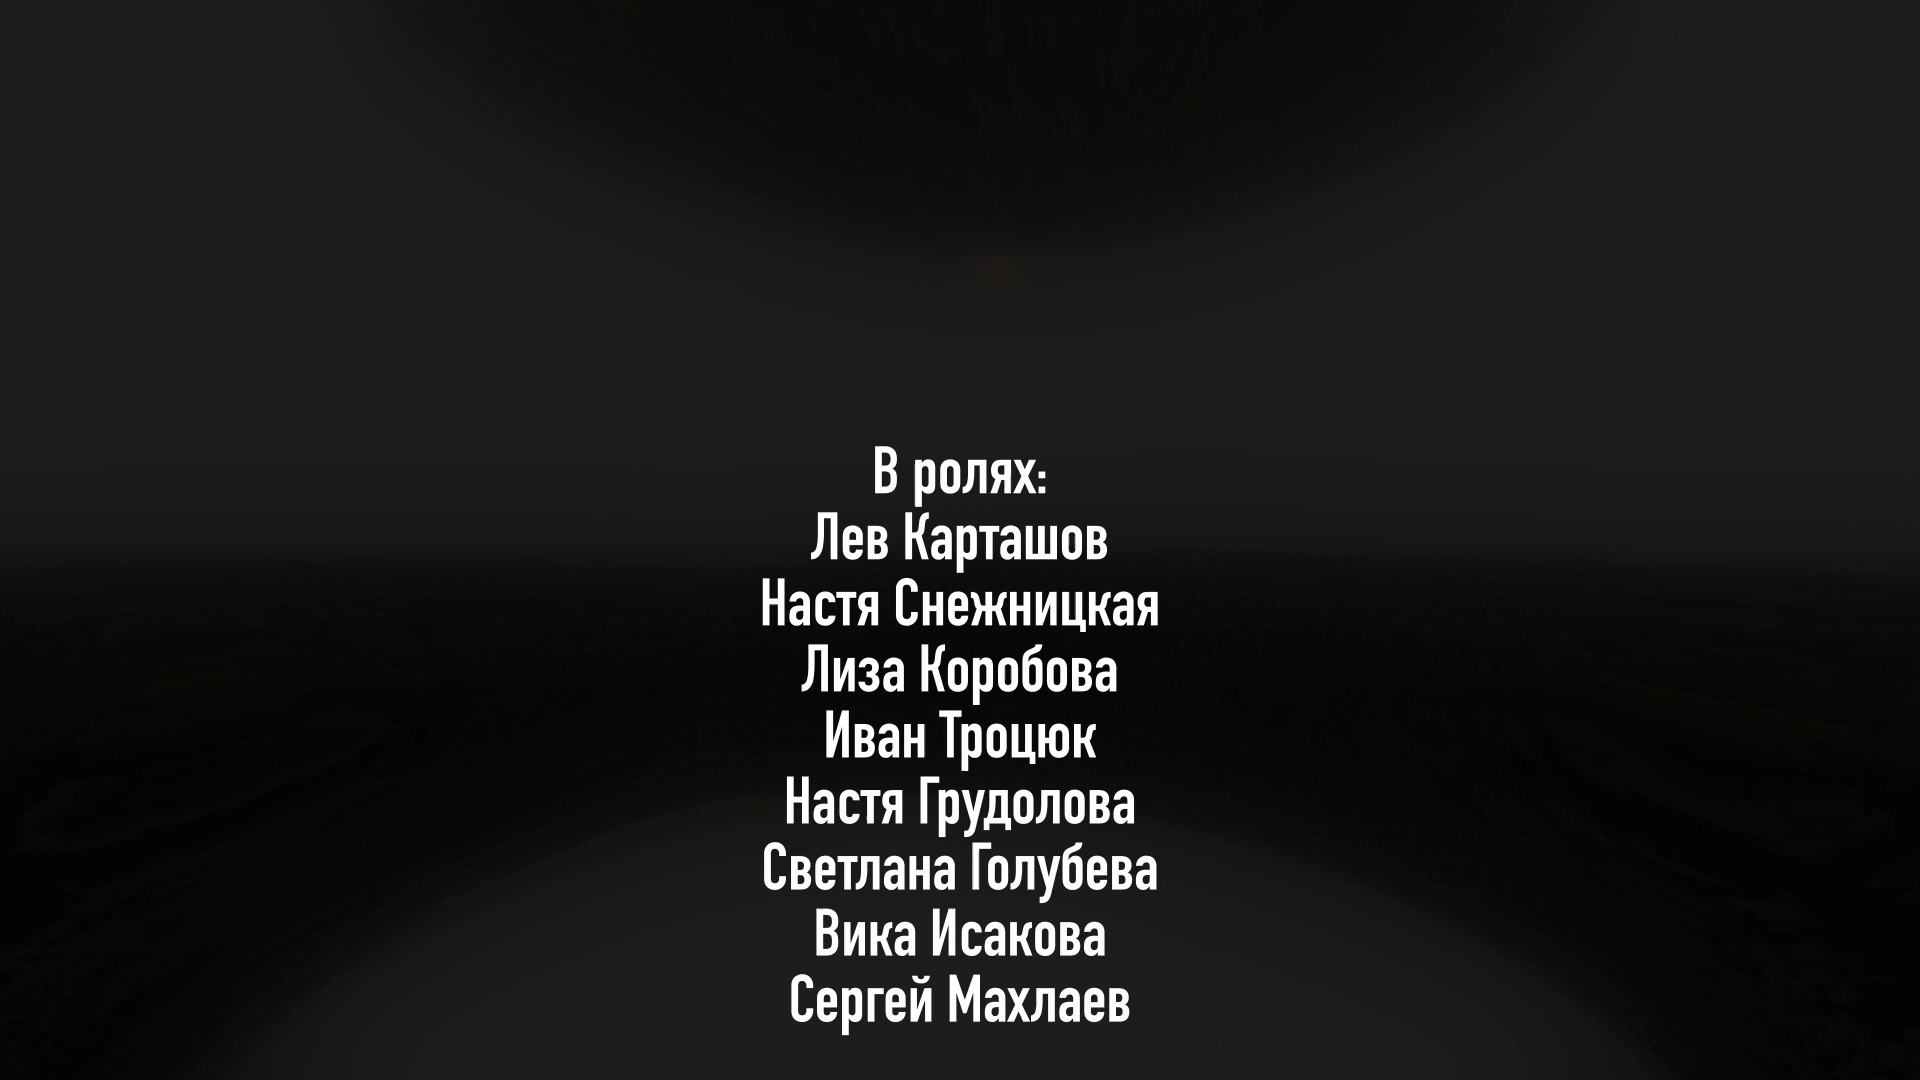 В ролях:
Лев Карташов
Настя Снежницкая
Лиза Коробова
Иван Троцюк
Настя Грудолова
Светлана Голубева
Вика Исакова
Сергей Махлаев